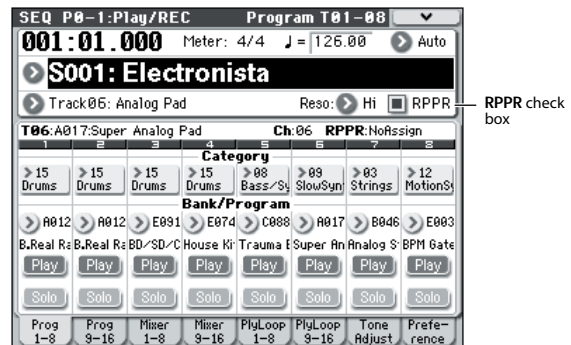 SEQ P0-1:Play/REC Program T01-08
001:01.000 Meter: 4/4 ♩= 126.00 Auto
S001: Electronista
Track06: Analog Pad Reso: Hi RPPR
RPPR check box
T06:A017:Super Analog Pad Ch:06 RPPR:NoAssign
1 2 3 4 5 6 7 8
Category
15 15 15 15 08 09 03 12
Drums Drums Drums Drums Bass/Sy SlowSyn Strings MotionSy
Bank/Program
A012 A012 E091 E074 C088 A017 B046 E003
B.Real Ra B.Real Ra BD/SD/C House Ki Trauma B Super An Analog S BPM Gate
Play Play Play Play Play Play Play Play
Solo Solo Solo Solo Solo Solo Solo Solo
Prog 1-8 Prog 9-16 Mixer 1-8 Mixer 9-16 PlyLoop 1-8 PlyLoop 9-16 Tone Adjust Prefe-rence